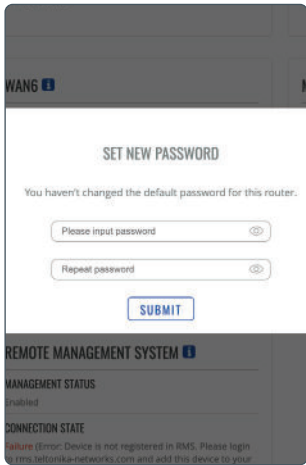 WAN6 i
SET NEW PASSWORD
You haven't changed the default password for this router.
Please input password
Repeat password
SUBMIT
REMOTE MANAGEMENT SYSTEM i
MANAGEMENT STATUS
Enabled
CONNECTION STATE
Failure (Error: Device is not registered in RMS. Please login
to rms.teltonika-networks.com and add this device to your